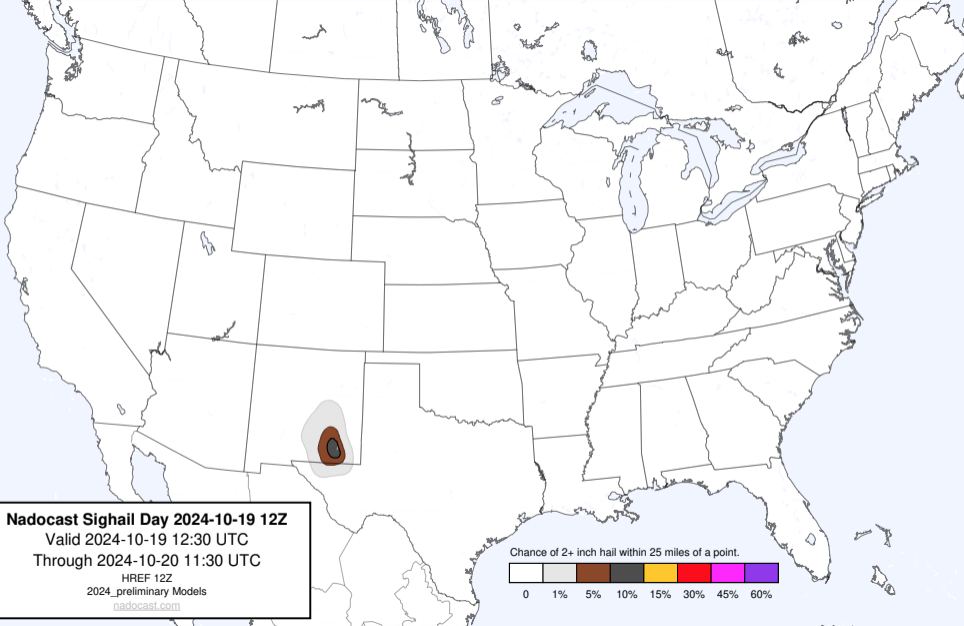 Nadocast Sighail Day 2024-10-19 12Z
Valid 2024-10-19 12:30 UTC
Through 2024-10-20 11:30 UTC
HREF 12Z
2024_preliminary Models
nadocast.com
Chance of 2+ inch hail within 25 miles of a point.
0 1% 5% 10% 15% 30% 45% 60%